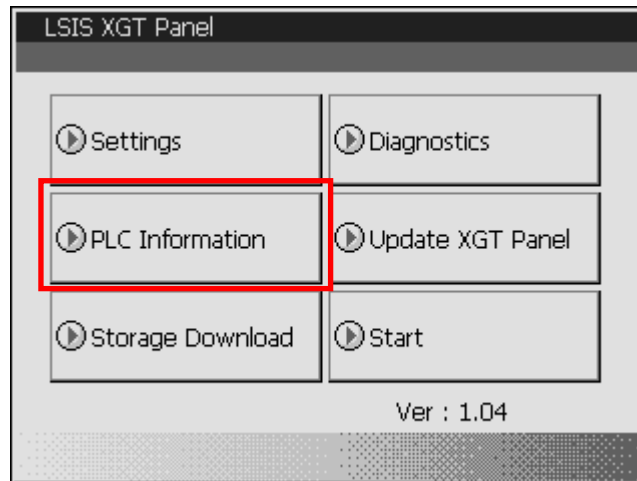 LSIS XGT Panel
Settings
Diagnostics
PLC Information
Update XGT Panel
Storage Download
Start
Ver : 1.04